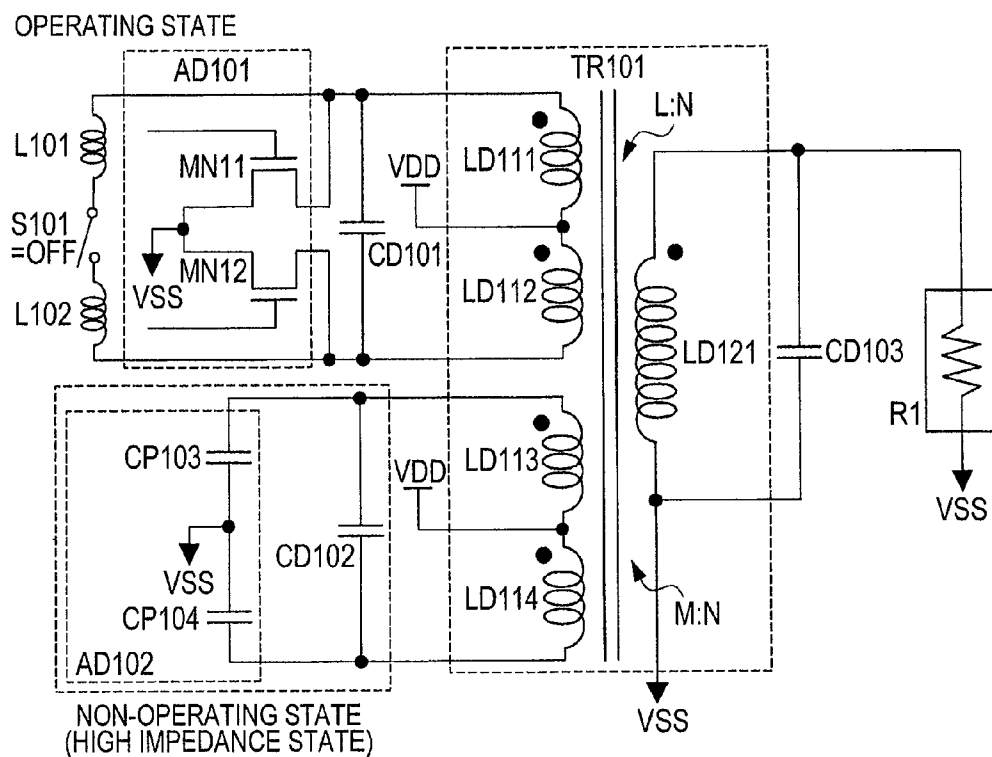 OPERATING STATE
AD101
TR101
L:N
L101
MN11
VDD
LD111
S101
=OFF
CD101
MN12
VSS
LD112
L102
LD121
CD103
R1
CP103
LD113
VDD
VSS
CD102
VSS
CP104
LD114
M:N
AD102
VSS
NON-OPERATING STATE
(HIGH IMPEDANCE STATE)